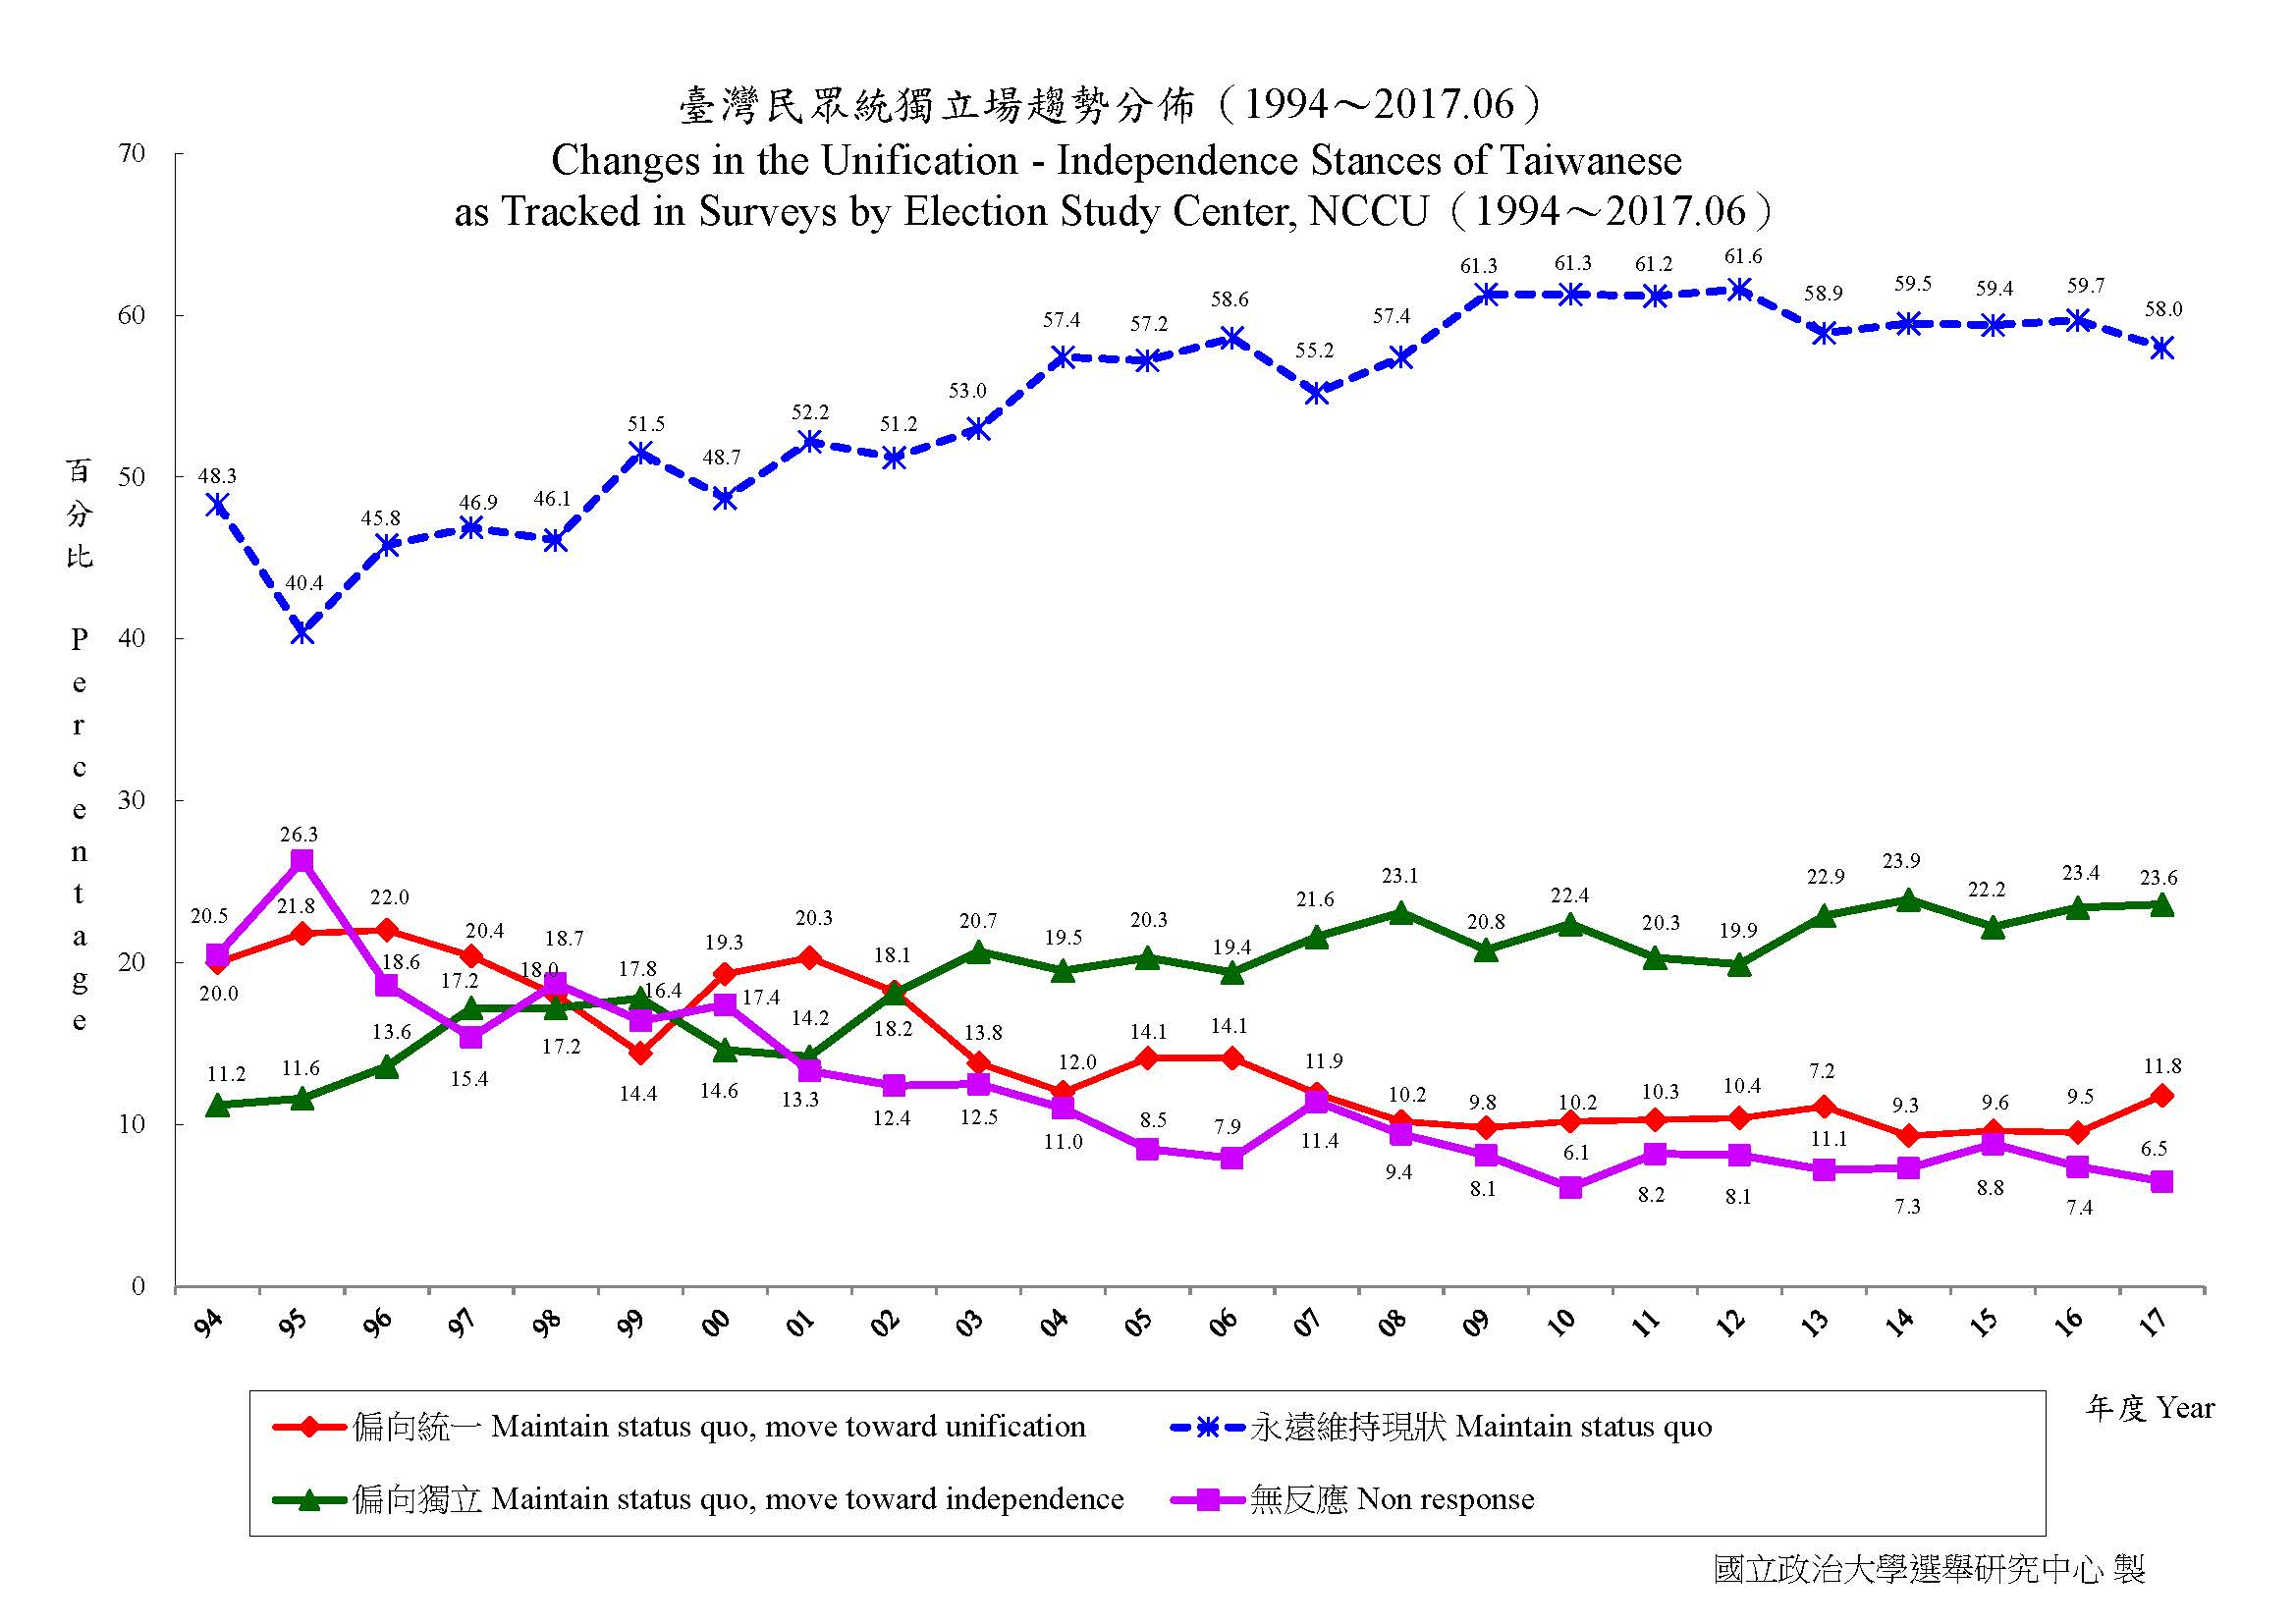 臺灣民眾統獨立場趨勢分佈（1994～2017.06）
Changes in the Unification - Independence Stances of Taiwanese
as Tracked in Surveys by Election Study Center, NCCU（1994～2017.06）
百分比 Percentage
70
60
50
40
30
20
10
0
48.3 40.4 45.8 46.9 46.1 51.5 48.7 52.2 51.2 53.0 57.4 57.2 58.6 55.2 57.4 61.3 61.3 61.2 61.6 58.9 59.5 59.4 59.7 58.0
20.0 21.8 22.0 20.4 18.0 14.4 19.3 20.3 18.2 13.8 12.0 14.1 14.1 11.9 10.2 9.8 10.2 10.3 10.4 11.1 9.3 9.6 9.5 11.8
11.2 11.6 13.6 17.2 17.2 17.8 14.6 14.2 18.1 20.7 19.5 20.3 19.4 21.6 23.1 20.8 22.4 20.3 19.9 22.9 23.9 22.2 23.4 23.6
20.5 26.3 18.6 15.4 18.7 16.4 17.4 13.3 12.4 12.5 11.0 8.5 7.9 11.4 9.4 8.1 6.1 8.2 8.1 7.2 7.3 8.8 7.4 6.5
94 95 96 97 98 99 00 01 02 03 04 05 06 07 08 09 10 11 12 13 14 15 16 17
年度 Year
偏向統一 Maintain status quo, move toward unification
永遠維持現狀 Maintain status quo
偏向獨立 Maintain status quo, move toward independence
無反應 Non response
國立政治大學選舉研究中心 製